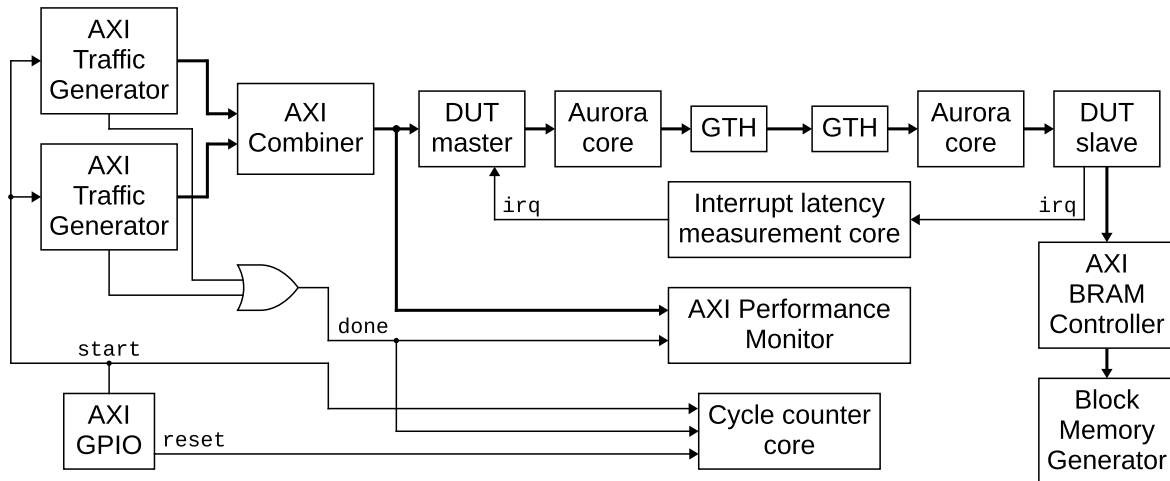 AXI
Traffic
Generator
AXI
Combiner
DUT
master
Aurora
core
GTH
GTH
Aurora
core
DUT
slave
AXI
Traffic
Generator
irq
Interrupt latency
measurement core
irq
AXI
BRAM
Controller
AXI Performance
Monitor
done
start
AXI
GPIO
reset
Cycle counter
core
Block
Memory
Generator